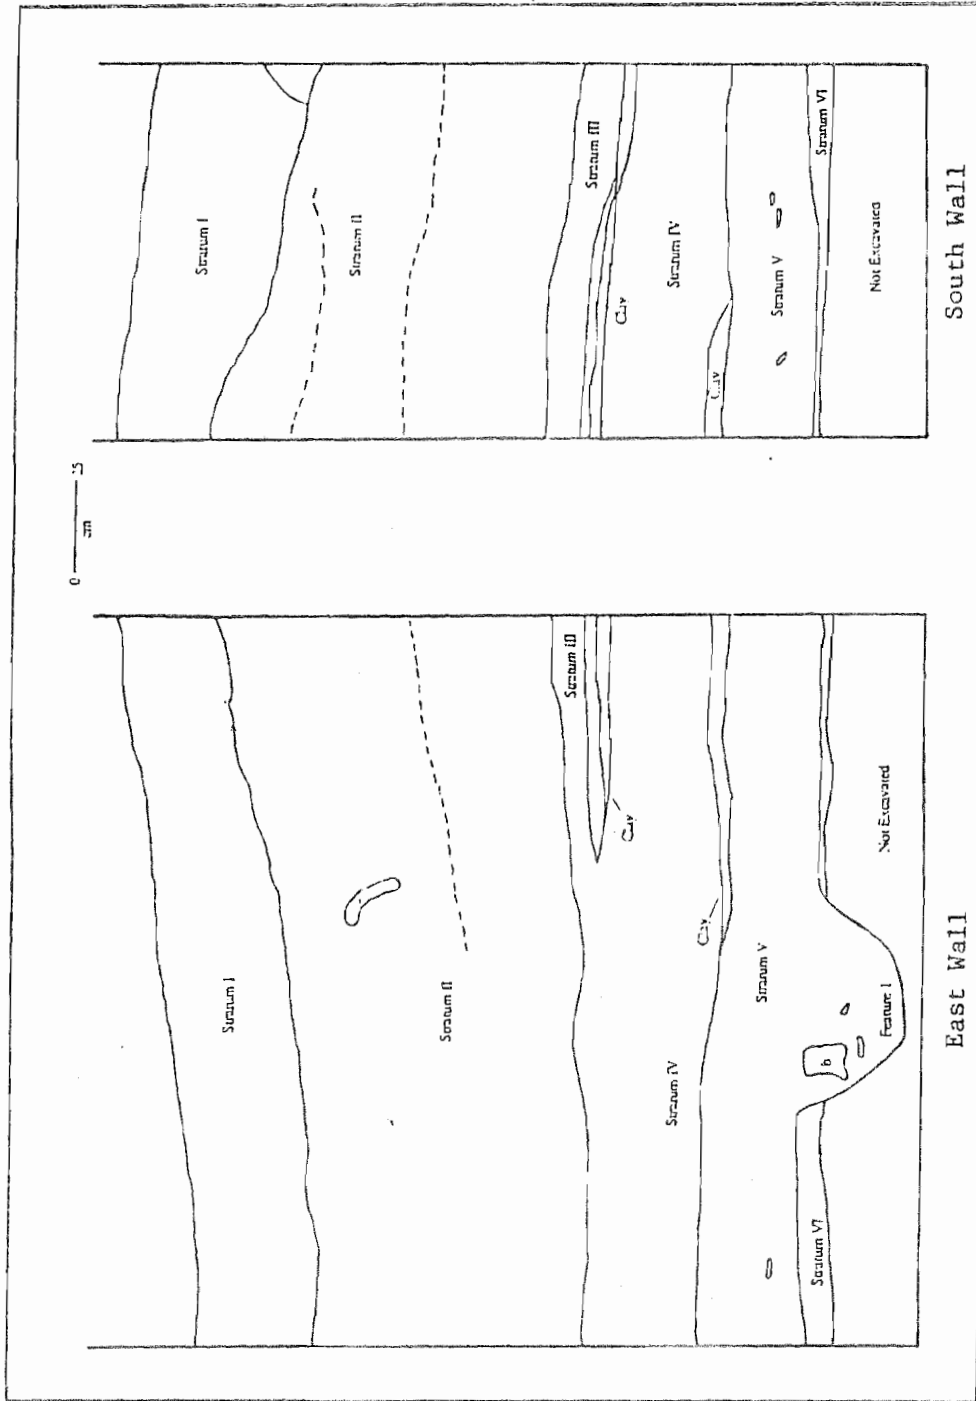 0 25
cm
Stratum I
Stratum II
Stratum III
Clay
Clay
Stratum IV
Stratum V
Stratum VI
b
Feature 1
Not Excavated
East Wall
Stratum I
Stratum II
Stratum III
Clay
Stratum IV
Clay
Stratum V
Stratum VI
Not Excavated
South Wall